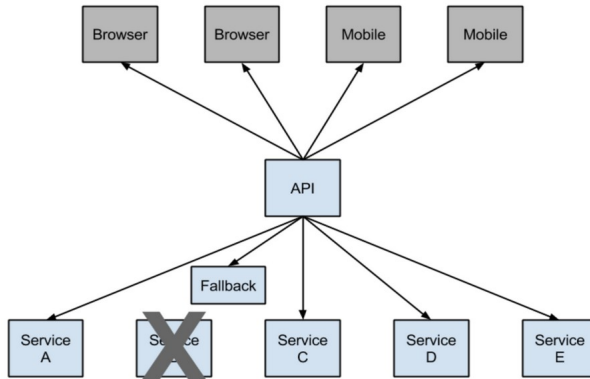 Browser
Browser
Mobile
Mobile
API
Fallback
Service
A
Service
C
Service
D
Service
E